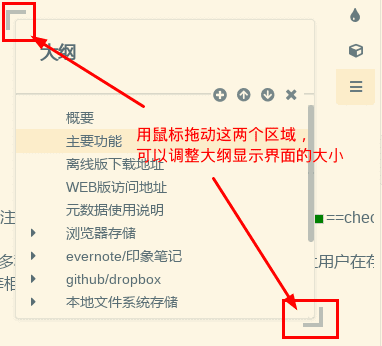 大纲
概要
主要功能
用鼠标拖动这两个区域，
可以调整大纲显示界面的大小
离线版下载地址
WEB版访问地址
元数据使用说明
注
==chec
浏览器存储
多
用户在存
evernote/印象笔记
等相
github/dropbox
本地文件系统存储